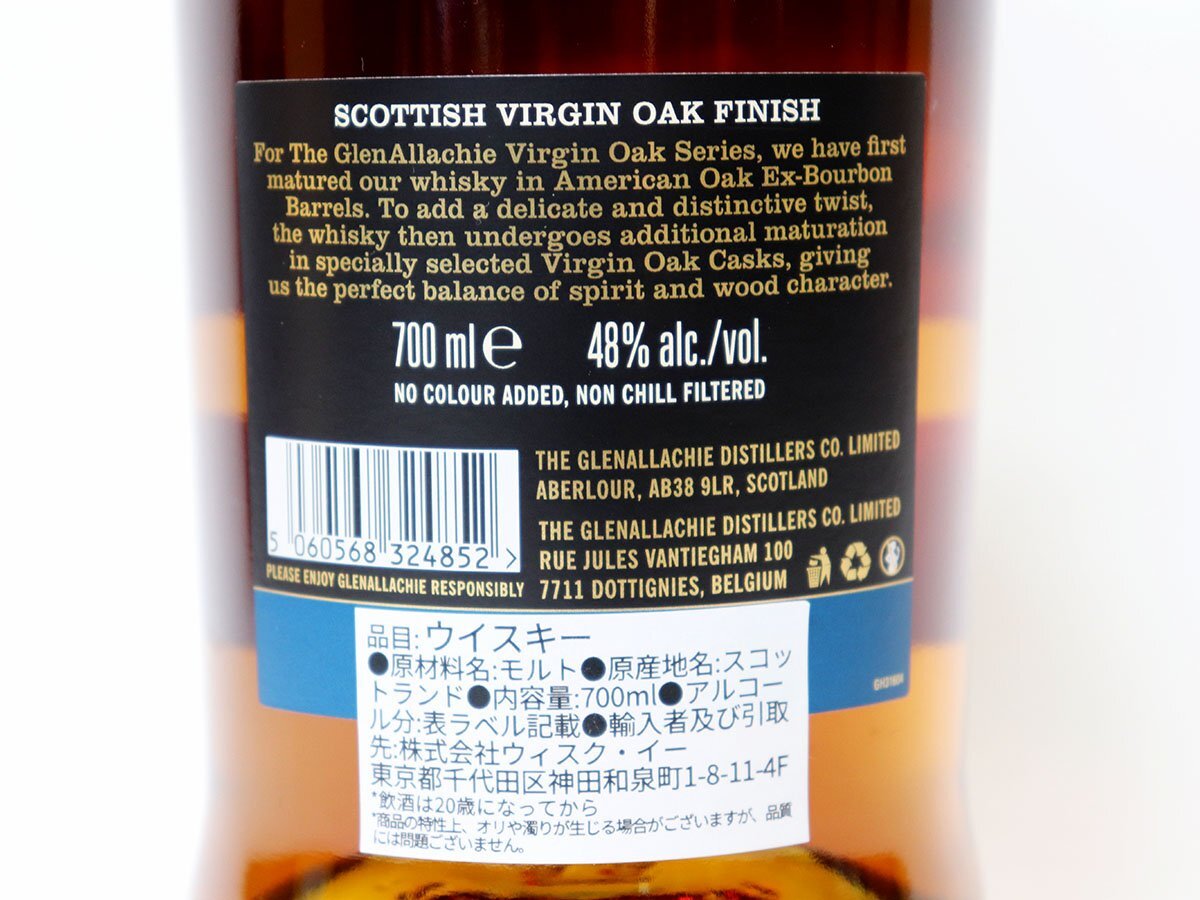 SCOTTISH VIRGIN OAK FINISH
For The GlenAllachie Virgin Oak Series, we have first
matured our whisky in American Oak Ex-Bourbon
Barrels. To add a delicate and distinctive twist,
the whisky then undergoes additional maturation
in specially selected Virgin Oak Casks, giving
us the perfect balance of spirit and wood character.
700 ml ℮ 48% alc./vol.
NO COLOUR ADDED, NON CHILL FILTERED
THE GLENALLACHIE DISTILLERS CO. LIMITED
ABERLOUR, AB38 9LR, SCOTLAND
THE GLENALLACHIE DISTILLERS CO. LIMITED
RUE JULES VANTIEGHAM 100
7711 DOTTIGNIES, BELGIUM
5 060568 324852 >
PLEASE ENJOY GLENALLACHIE RESPONSIBLY
品目:ウイスキー
●原材料名:モルト●原産地名:スコッ
トランド●内容量:700ml●アルコー
ル分:表ラベル記載●輸入者及び引取
先:株式会社ウィスク・イー
東京都千代田区神田和泉町1-8-11-4F
*飲酒は20歳になってから
*商品の特性上、オリや濁りが生じる場合がございますが、品質
には問題ございません。